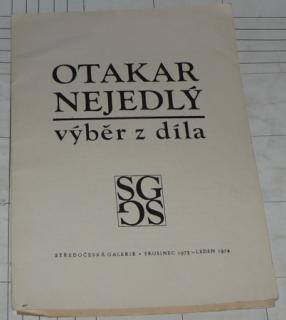 OTAKAR
NEJEDLÝ
výběr z díla
SG
GS
STŘEDOČESKÁ GALERIE • PROSINEC 1973–LEDEN 1974